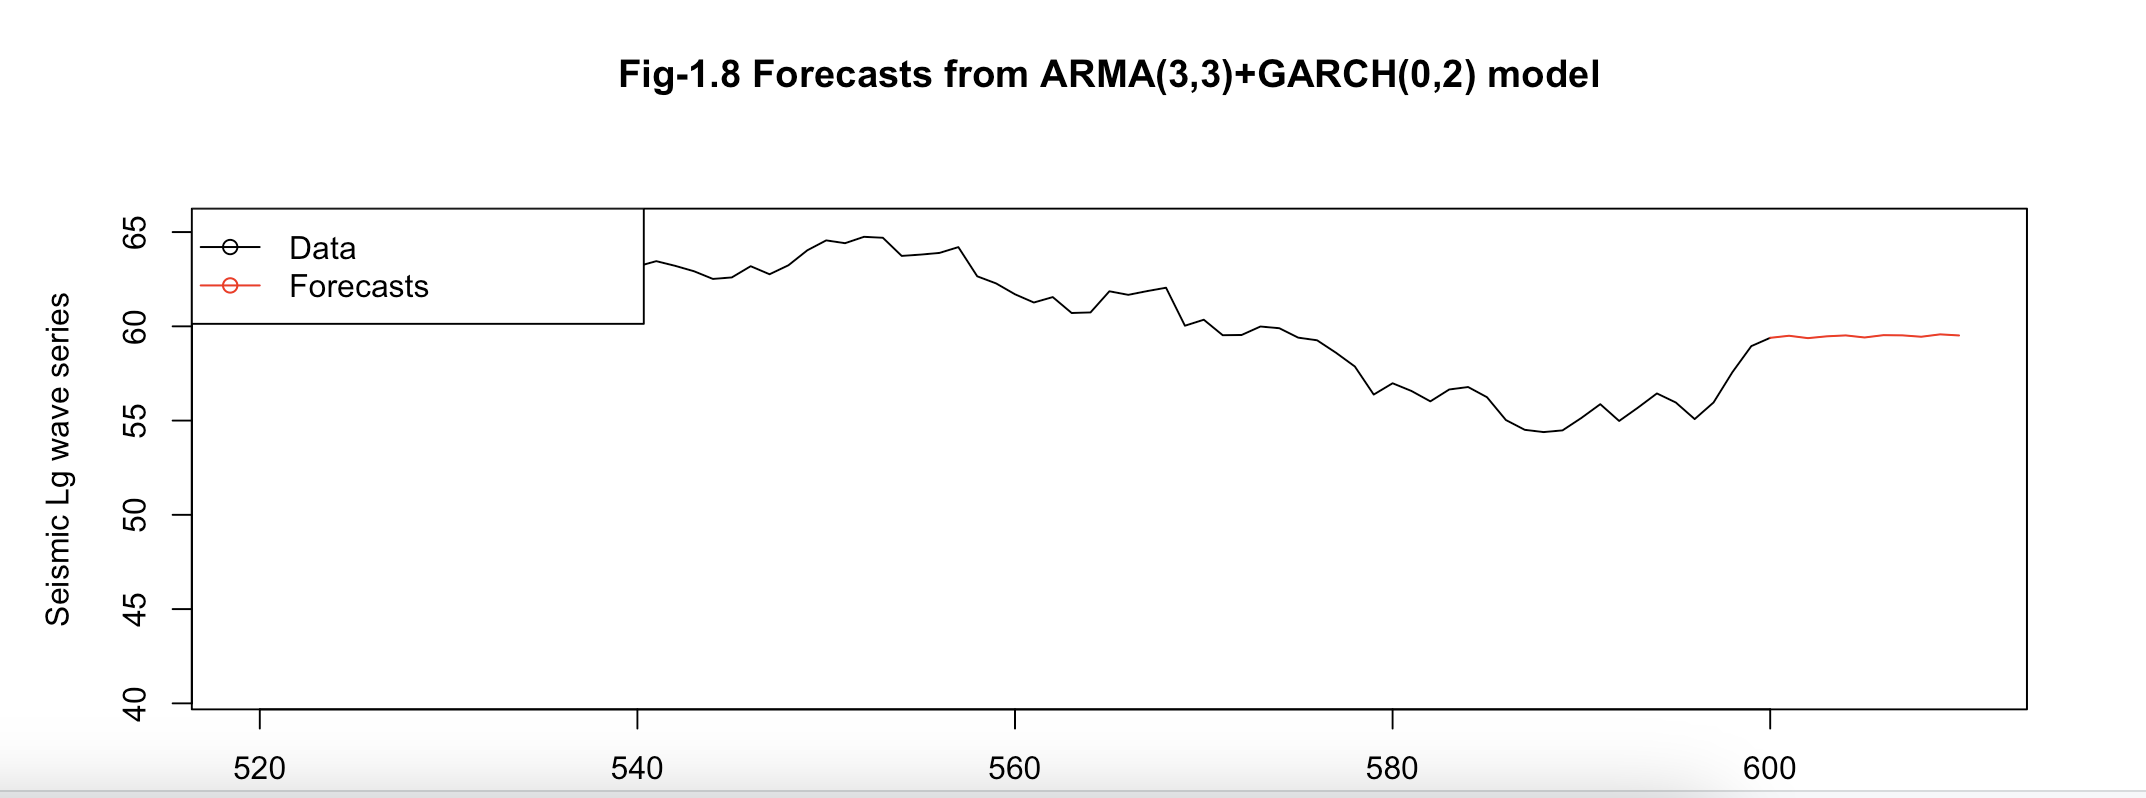 Fig-1.8 Forecasts from ARMA(3,3)+GARCH(0,2) model
Data
Forecasts
Seismic Lg wave series
65
60
55
50
45
40
520 540 560 580 600